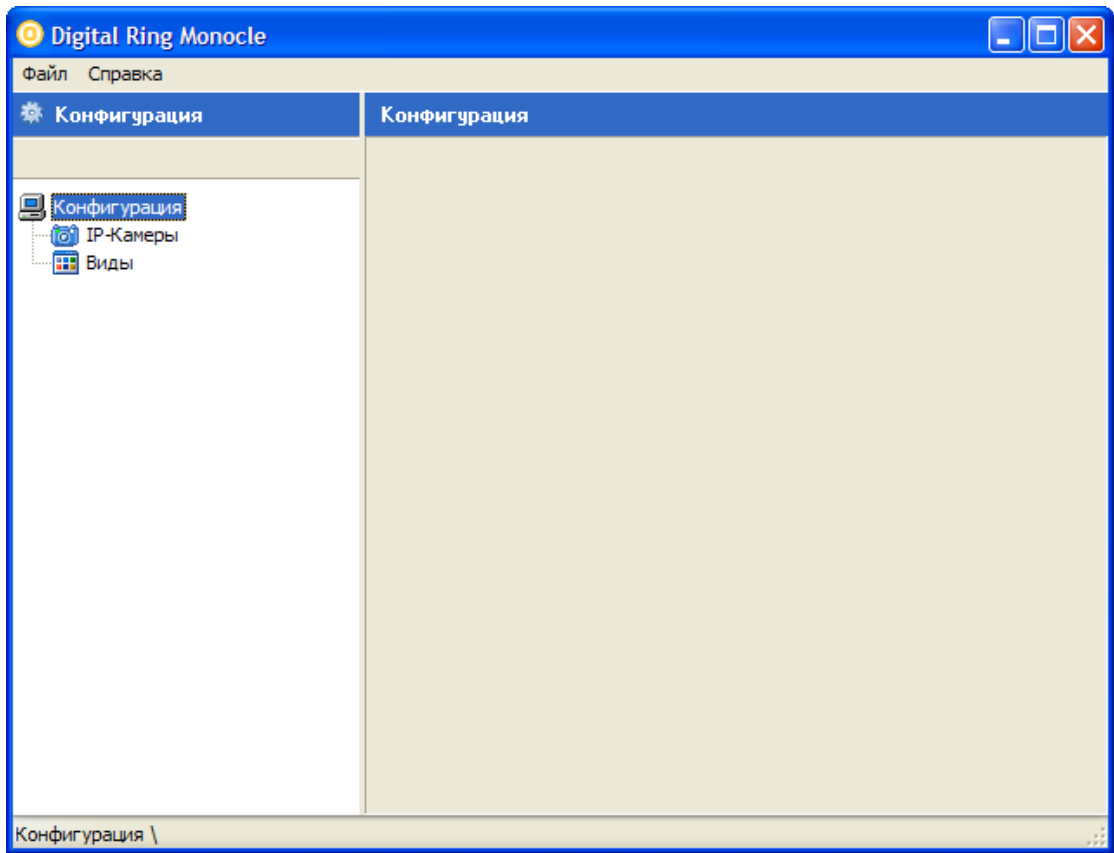 Digital Ring Monocle
Файл Справка
Конфигурация Конфигурация
Конфигурация
IP-Камеры
Виды
Конфигурация \